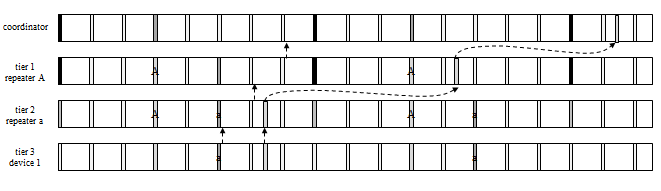 coordinator
tier 1
repeater A
A
A
tier 2
repeater a
A
a
A
a
tier 3
device 1
a
a